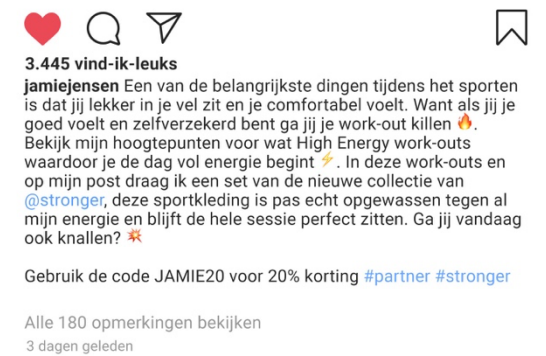 3.445 vind-ik-leuks
jamiejensen Een van de belangrijkste dingen tijdens het sporten
is dat jij lekker in je vel zit en je comfortabel voelt. Want als jij je
goed voelt en zelfverzekerd bent ga jij je work-out killen 🔥.
Bekijk mijn hoogtepunten voor wat High Energy work-outs
waardoor je de dag vol energie begint ⚡. In deze work-outs en
op mijn post draag ik een set van de nieuwe collectie van
@stronger, deze sportkleding is pas echt opgewassen tegen al
mijn energie en blijft de hele sessie perfect zitten. Ga jij vandaag
ook knallen? 💥
Gebruik de code JAMIE20 voor 20% korting #partner #stronger
Alle 180 opmerkingen bekijken
3 dagen geleden